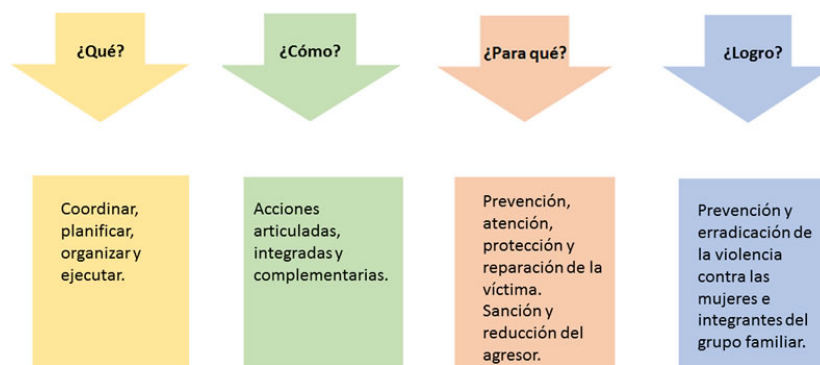 ¿Qué?
¿Cómo?
¿Para qué?
¿Logro?
Coordinar,
planificar,
organizar y
ejecutar.
Acciones
articuladas,
integradas y
complementarias.
Prevención,
atención,
protección y
reparación de la
víctima.
Sanción y
reducción del
agresor.
Prevención y
erradicación de
la violencia
contra las
mujeres e
integrantes del
grupo familiar.